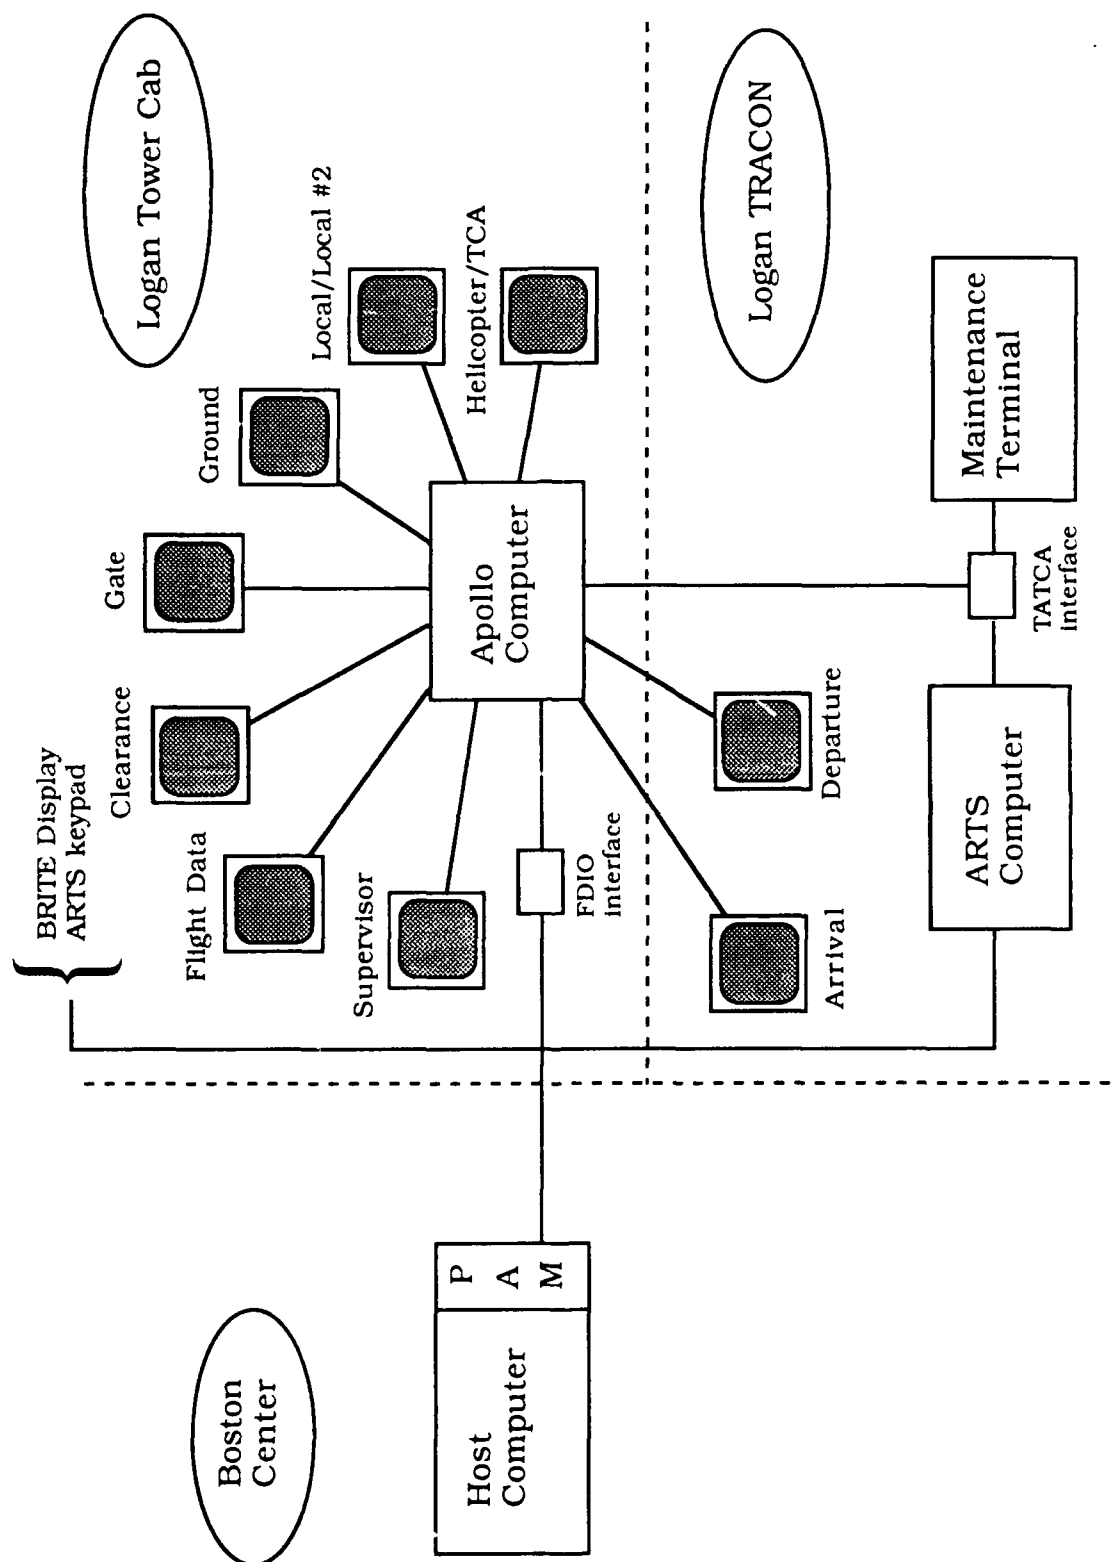 Boston
Center
Host
Computer
P
A
M
BRITE Display
ARTS keypad
Flight Data
Clearance
Gate
Ground
Local/Local #2
Helicopter/TCA
Logan Tower Cab
Supervisor
FDIO
interface
Apollo
Computer
Arrival
Departure
Logan TRACON
ARTS
Computer
TATCA
interface
Maintenance
Terminal